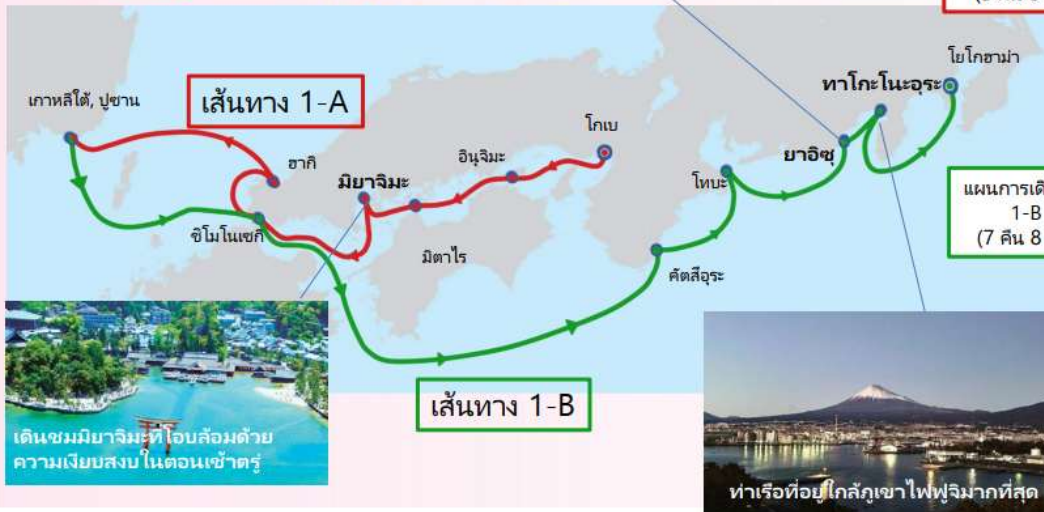 โยโกฮาม่า
ทาโกะโนะอุระ
เกาหลีใต้, ปูซาน
เส้นทาง 1-A
โกเบ
ฮากิ
อินุจิมะ
มิยาจิมะ
ยาอิซุ
โทบะ
แผนการเดิ
1-B
(7 คืน 8
ชิโมโนเซกิ
มิตาไร
คัตสึอุระ
เส้นทาง 1-B
เดินชมมิยาจิมะที่โอบล้อมด้วย
ความเงียบสงบในตอนเช้าตรู่
ท่าเรือที่อยู่ใกล้ภูเขาไฟฟูจิมากที่สุด